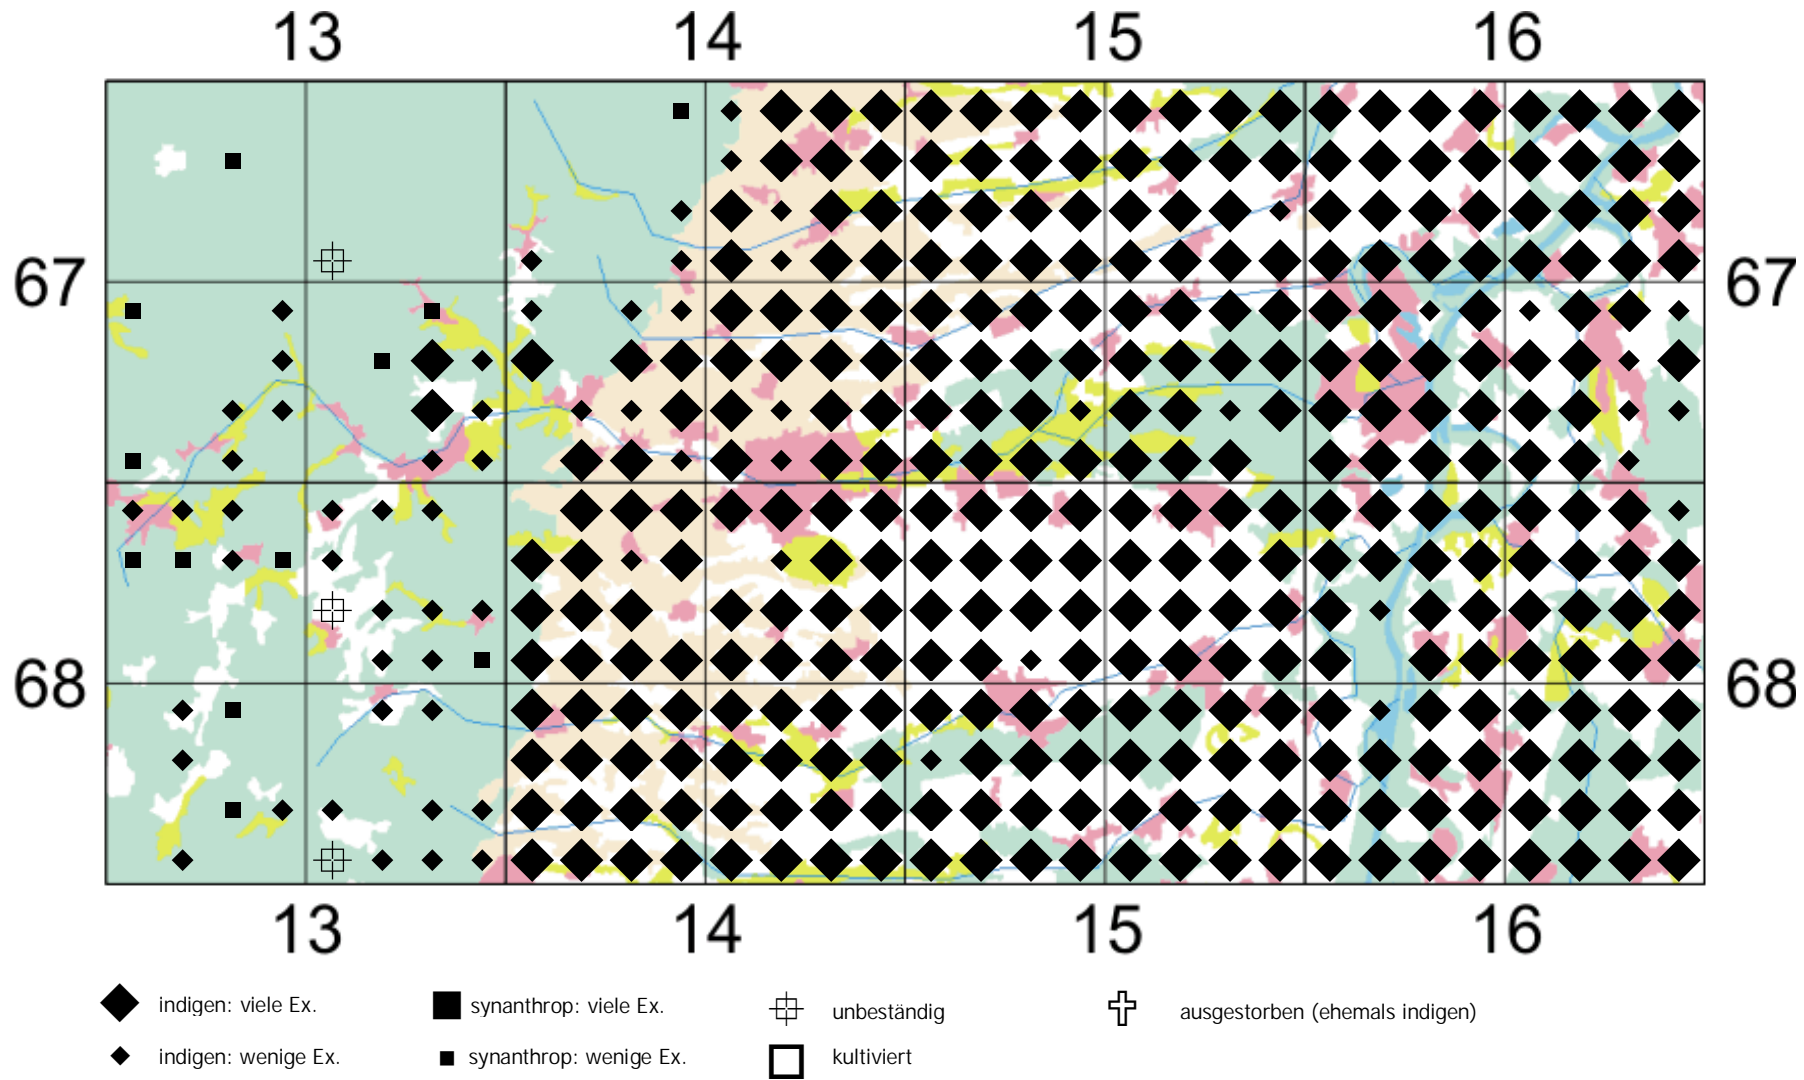 13 14 15 16
67 67
68 68
13 14 15 16
indigen: viele Ex. synanthrop: viele Ex. unbeständig ausgestorben (ehemals indigen)
indigen: wenige Ex. synanthrop: wenige Ex. kultiviert